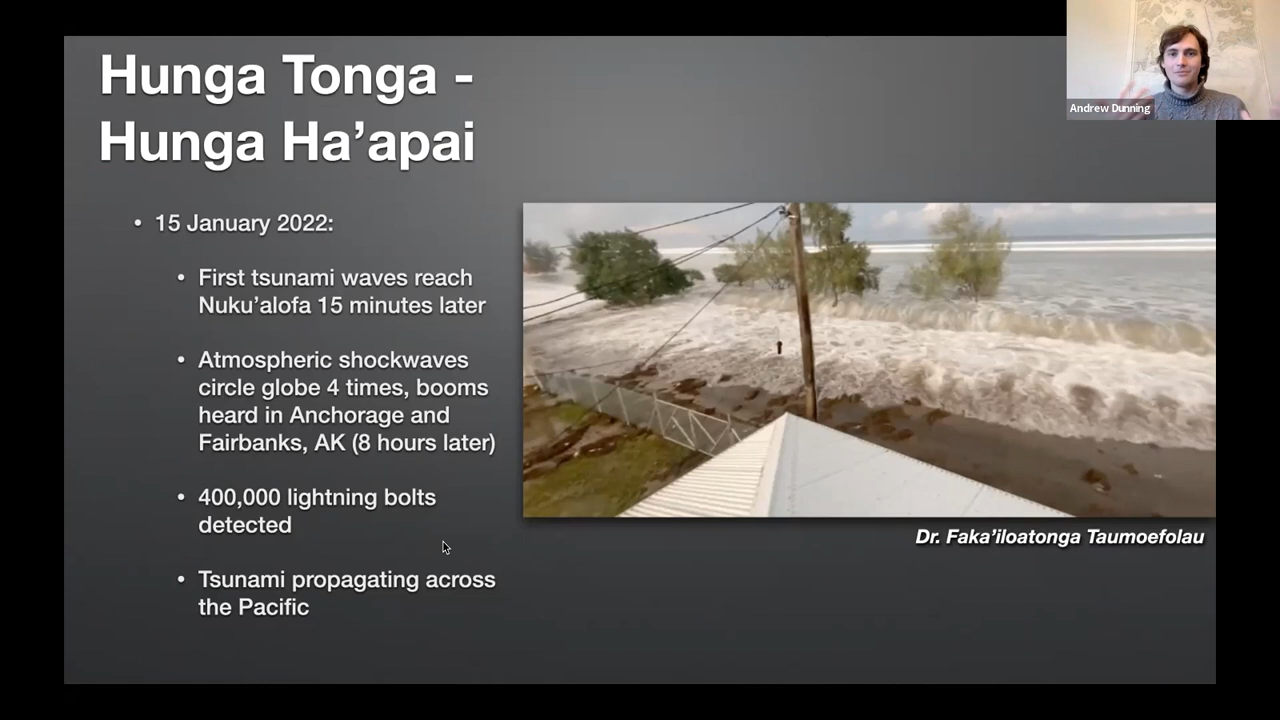 Hunga Tonga -
Hunga Ha’apai
• 15 January 2022:
• First tsunami waves reach
Nuku’alofa 15 minutes later
• Atmospheric shockwaves
circle globe 4 times, booms
heard in Anchorage and
Fairbanks, AK (8 hours later)
• 400,000 lightning bolts
detected
• Tsunami propagating across
the Pacific
Dr. Faka’iloatonga Taumoefolau
Andrew Dunning